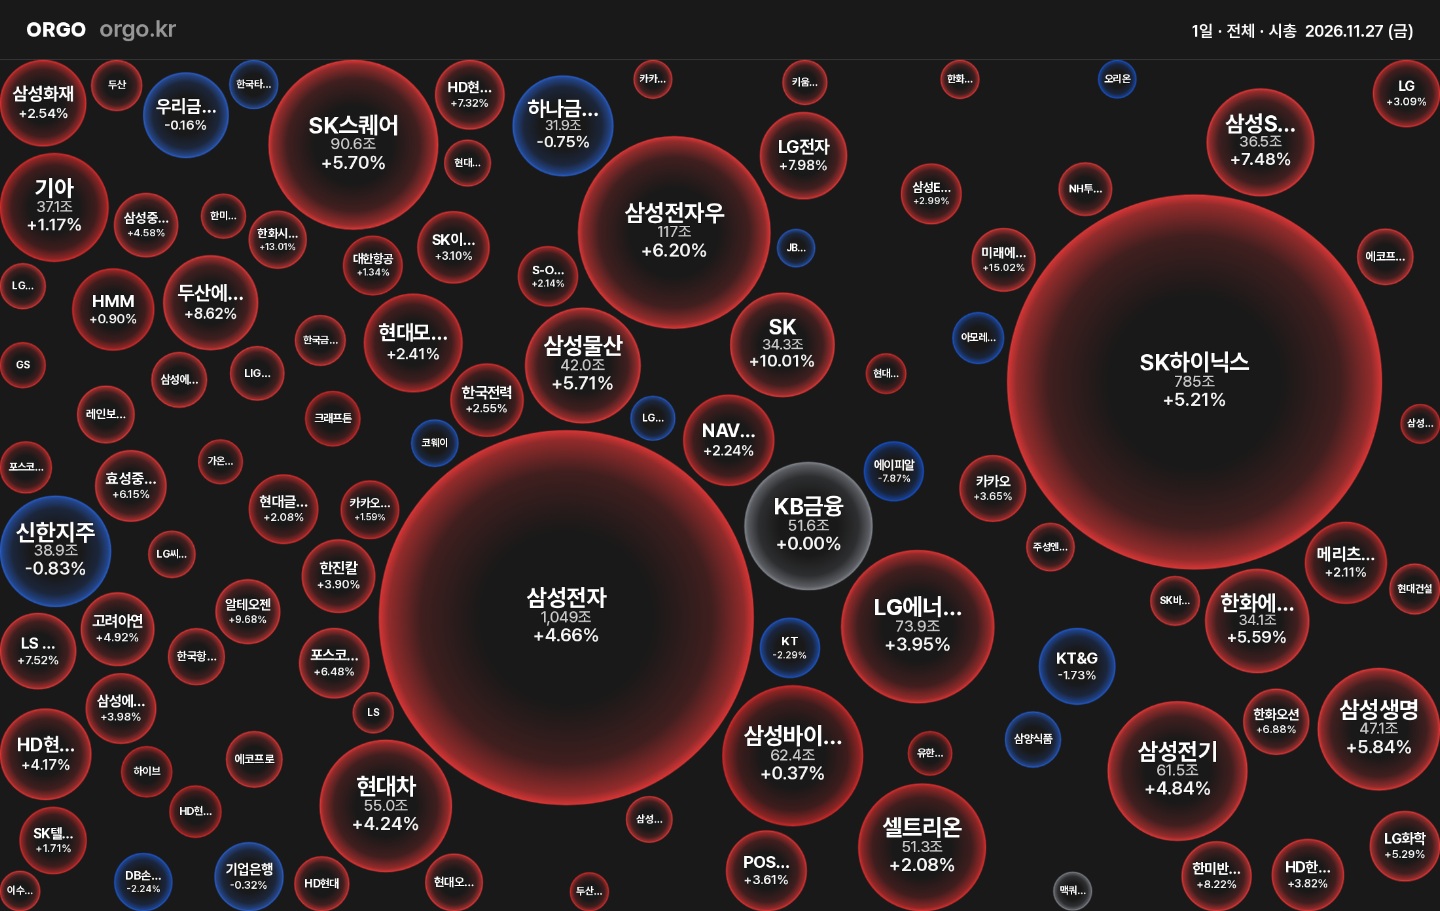 ORGO orgo.kr
1일 · 전체 · 시총 2026.11.27 (금)
삼성화재
+2.54%
두산
우리금...
-0.16%
한국타...
SK스퀘어
90.6조
+5.70%
HD현...
+7.32%
현대...
하나금...
31.9조
-0.75%
카카...
키움...
LG전자
+7.98%
한화...
오리온
삼성S...
36.5조
+7.48%
LG
+3.09%
기아
37.1조
+1.17%
삼성중...
+4.58%
한미...
한화시...
+13.01%
대한항공
+1.34%
SK이...
+3.10%
S-O...
+2.14%
삼성전자우
117조
+6.20%
JB...
삼성E...
+2.99%
NH투...
미래에...
+15.02%
에코프...
LG...
HMM
+0.90%
두산에...
+8.62%
한국금...
현대모...
+2.41%
삼성물산
42.0조
+5.71%
SK
34.3조
+10.01%
아모레...
SK하이닉스
785조
+5.21%
GS
삼성에...
LIG...
한국전력
+2.55%
현대...
레인보...
크래프톤
코웨이
LG...
NAV...
+2.24%
삼성...
포스코...
효성중...
+6.15%
가온...
에이피알
-7.87%
카카오
+3.65%
현대글...
+2.08%
카카오...
+1.59%
KB금융
51.6조
+0.00%
신한지주
38.9조
-0.83%
LG씨...
한진칼
+3.90%
주성엔...
메리츠...
+2.11%
현대건설
삼성전자
1,049조
+4.66%
LG에너...
73.9조
+3.95%
SK바...
한화에...
34.1조
+5.59%
LS ...
+7.52%
고려아연
+4.92%
알테오젠
+9.68%
한국항...
포스코...
+6.48%
KT
-2.29%
KT&G
-1.73%
삼성에...
+3.98%
LS
HD현...
+4.17%
하이브
에코프로
삼성바이...
62.4조
+0.37%
유한...
삼양식품
삼성전기
61.5조
+4.84%
한화오션
+6.88%
삼성생명
47.1조
+5.84%
현대차
55.0조
+4.24%
HD현...
SK텔...
+1.71%
삼성...
셀트리온
51.3조
+2.08%
LG화학
+5.29%
이수...
DB손...
-2.24%
기업은행
-0.32%
HD현대
현대오...
두산...
POS...
+3.61%
맥쿼...
한미반...
+8.22%
HD한...
+3.82%